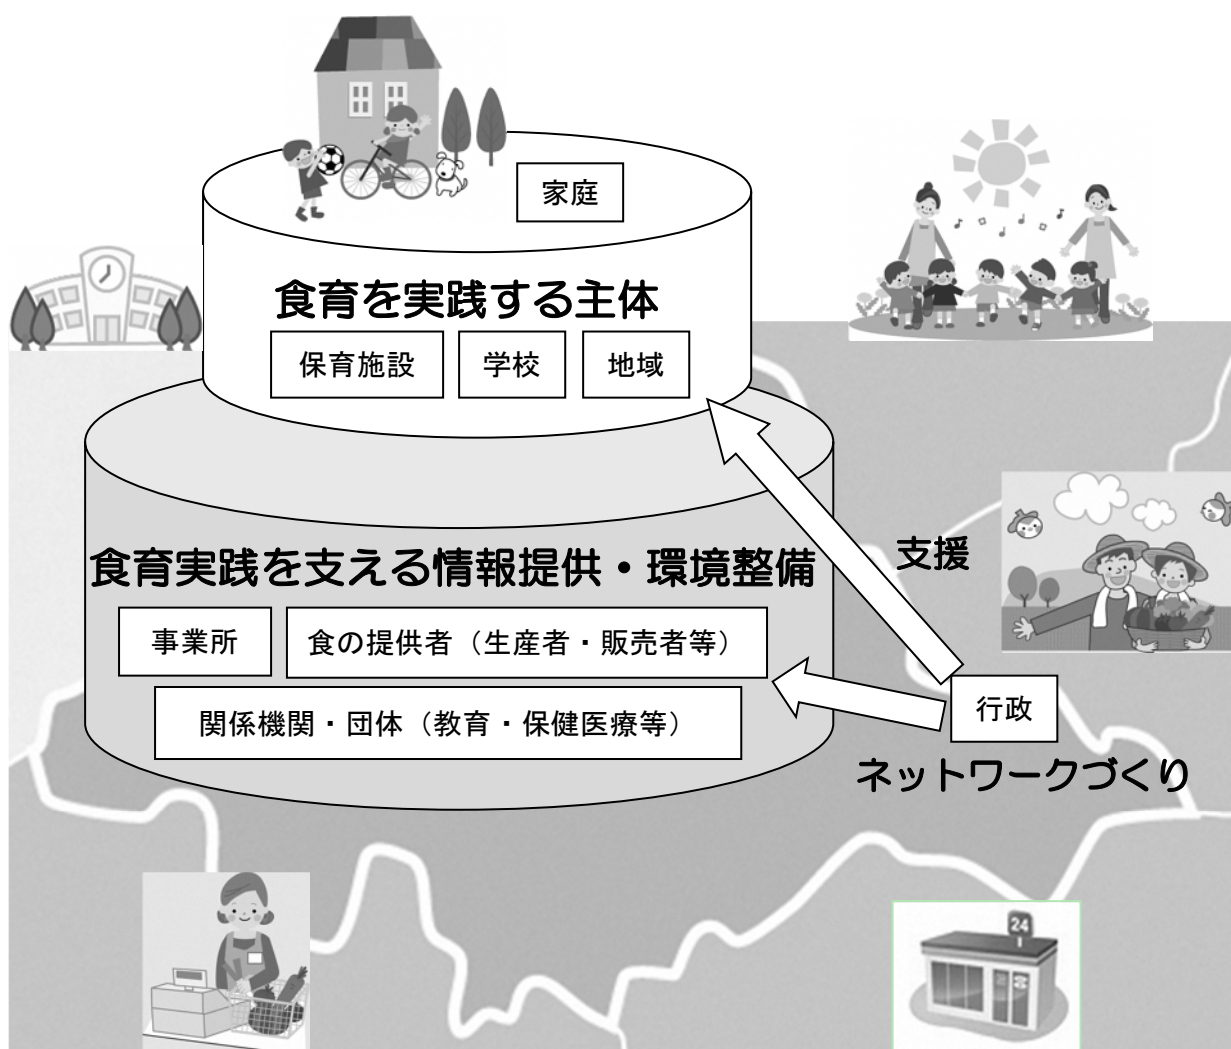 家庭
食育を実践する主体
保育施設
学校
地域
食育実践を支える情報提供・環境整備
支援
事業所
食の提供者（生産者・販売者等）
関係機関・団体（教育・保健医療等）
行政
ネットワークづくり
24